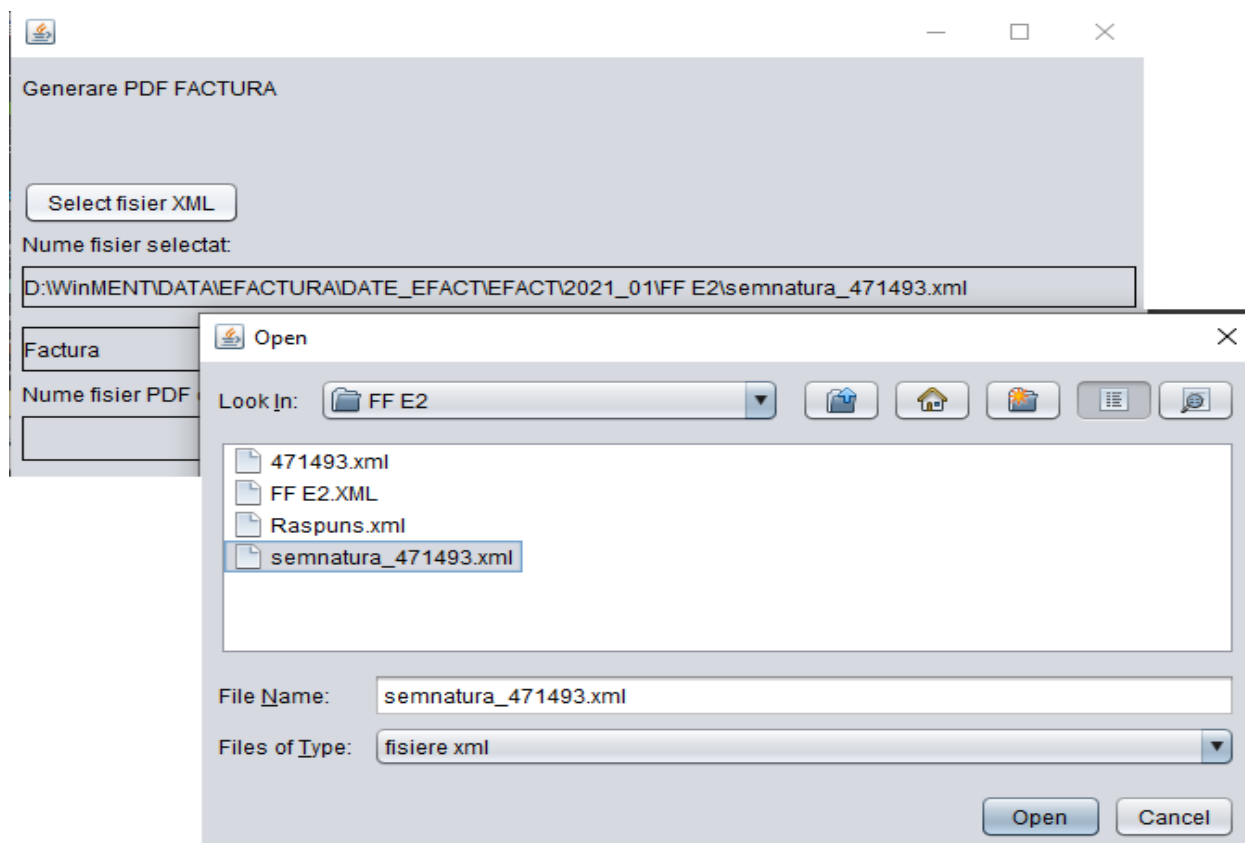 Generare PDF FACTURA
Select fisier XML
Nume fisier selectat:
D:\WinMENT\DATA\EFACTURA\DATE_EFACT\EFACT\2021_01\FF E2\semnatura_471493.xml
Factura
Nume fisier PDF
Open
Look In:
FF E2
471493.xml
FF E2.XML
Raspuns.xml
semnatura_471493.xml
File Name:
semnatura_471493.xml
Files of Type:
fisiere xml
Open
Cancel